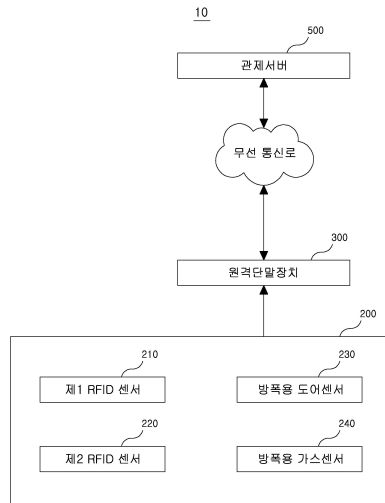 10
500
관제서버
무선 통신로
300
원격단말장치
200
210
제1 RFID 센서
230
방폭용 도어센서
220
제2 RFID 센서
240
방폭용 가스센서